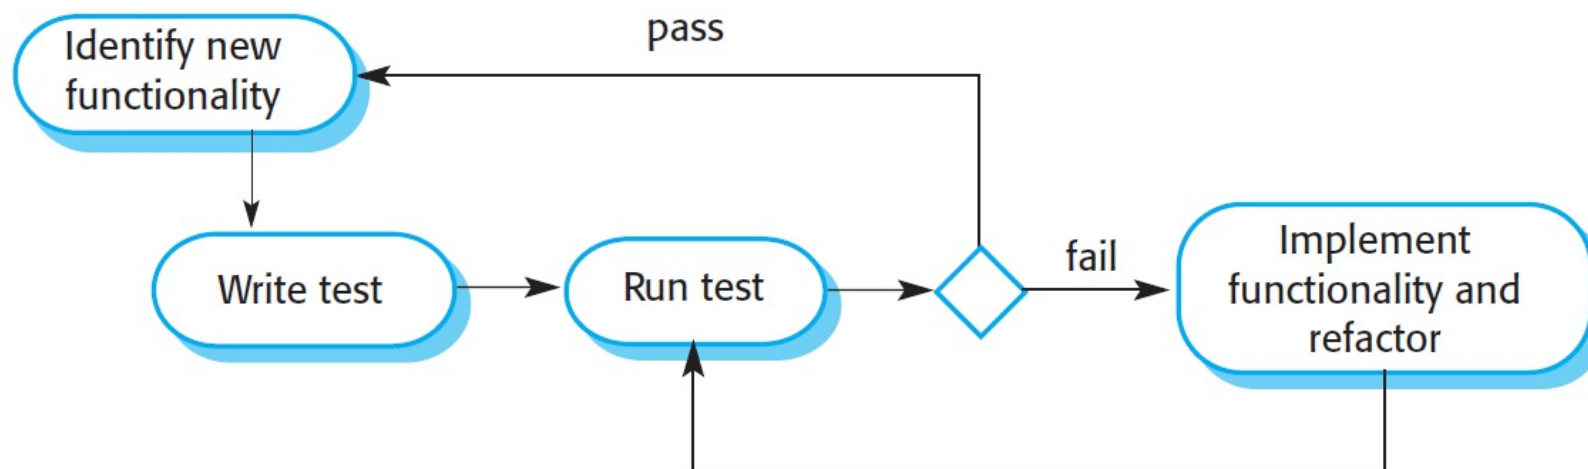 pass
Identify new
functionality
Write test
Run test
fail
Implement
functionality and
refactor